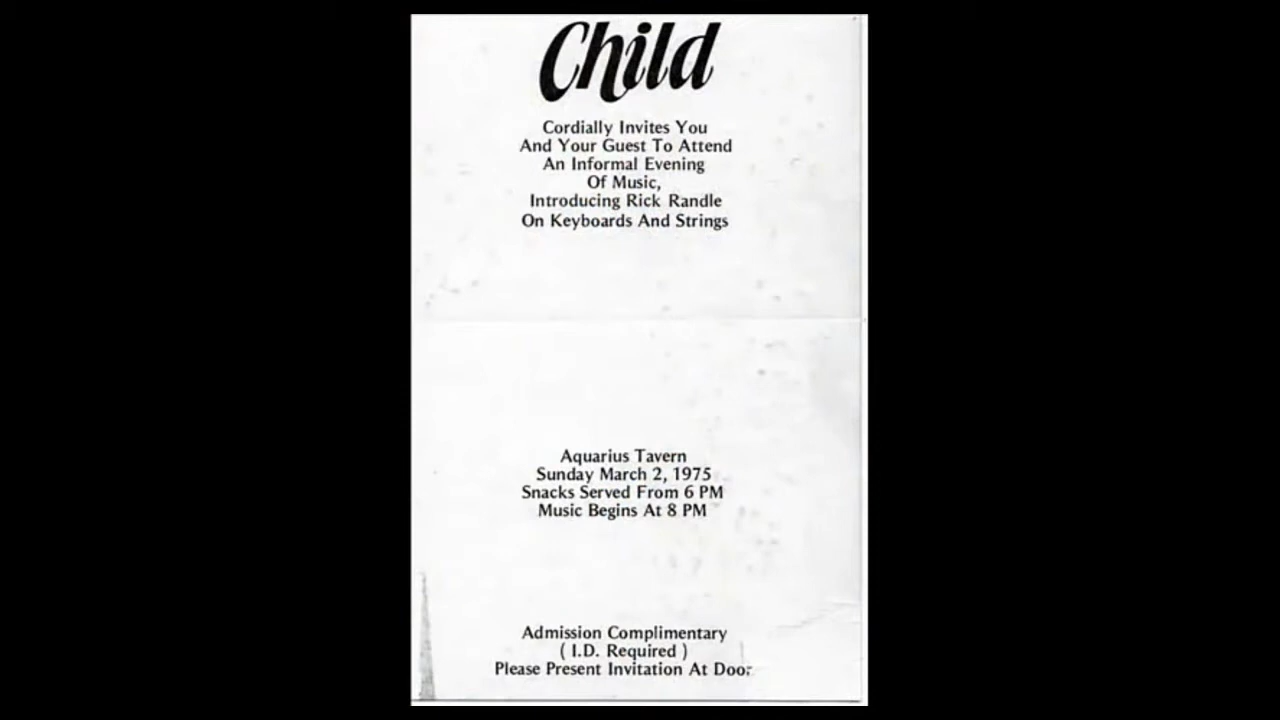 Child
Cordially Invites You
And Your Guest To Attend
An Informal Evening
Of Music,
Introducing Rick Randle
On Keyboards And Strings
Aquarius Tavern
Sunday March 2, 1975
Snacks Served From 6 PM
Music Begins At 8 PM
Admission Complimentary
( I.D. Required )
Please Present Invitation At Door